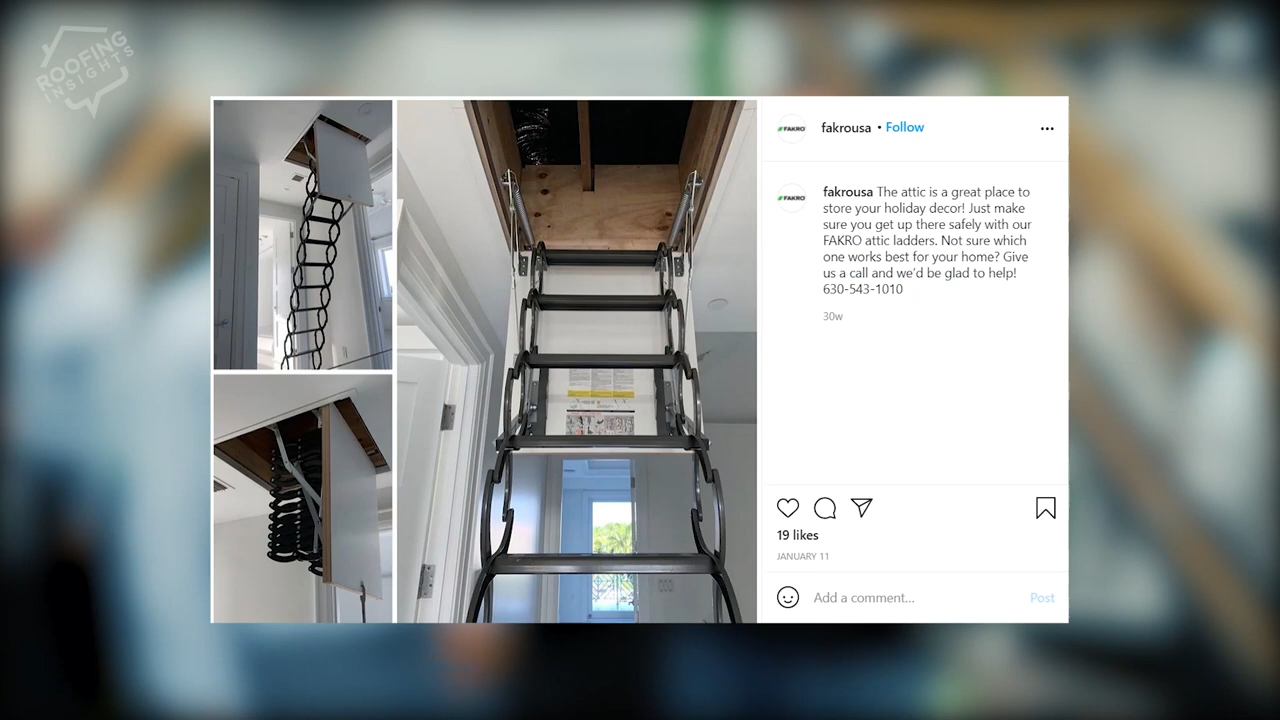 ROOFING
INSIGHTS
FAKRO
fakrousa • Follow
FAKRO
fakrousa The attic is a great place to
store your holiday decor! Just make
sure you get up there safely with our
FAKRO attic ladders. Not sure which
one works best for your home? Give
us a call and we'd be glad to help!
630-543-1010
30w
19 likes
JANUARY 11
Add a comment...
Post